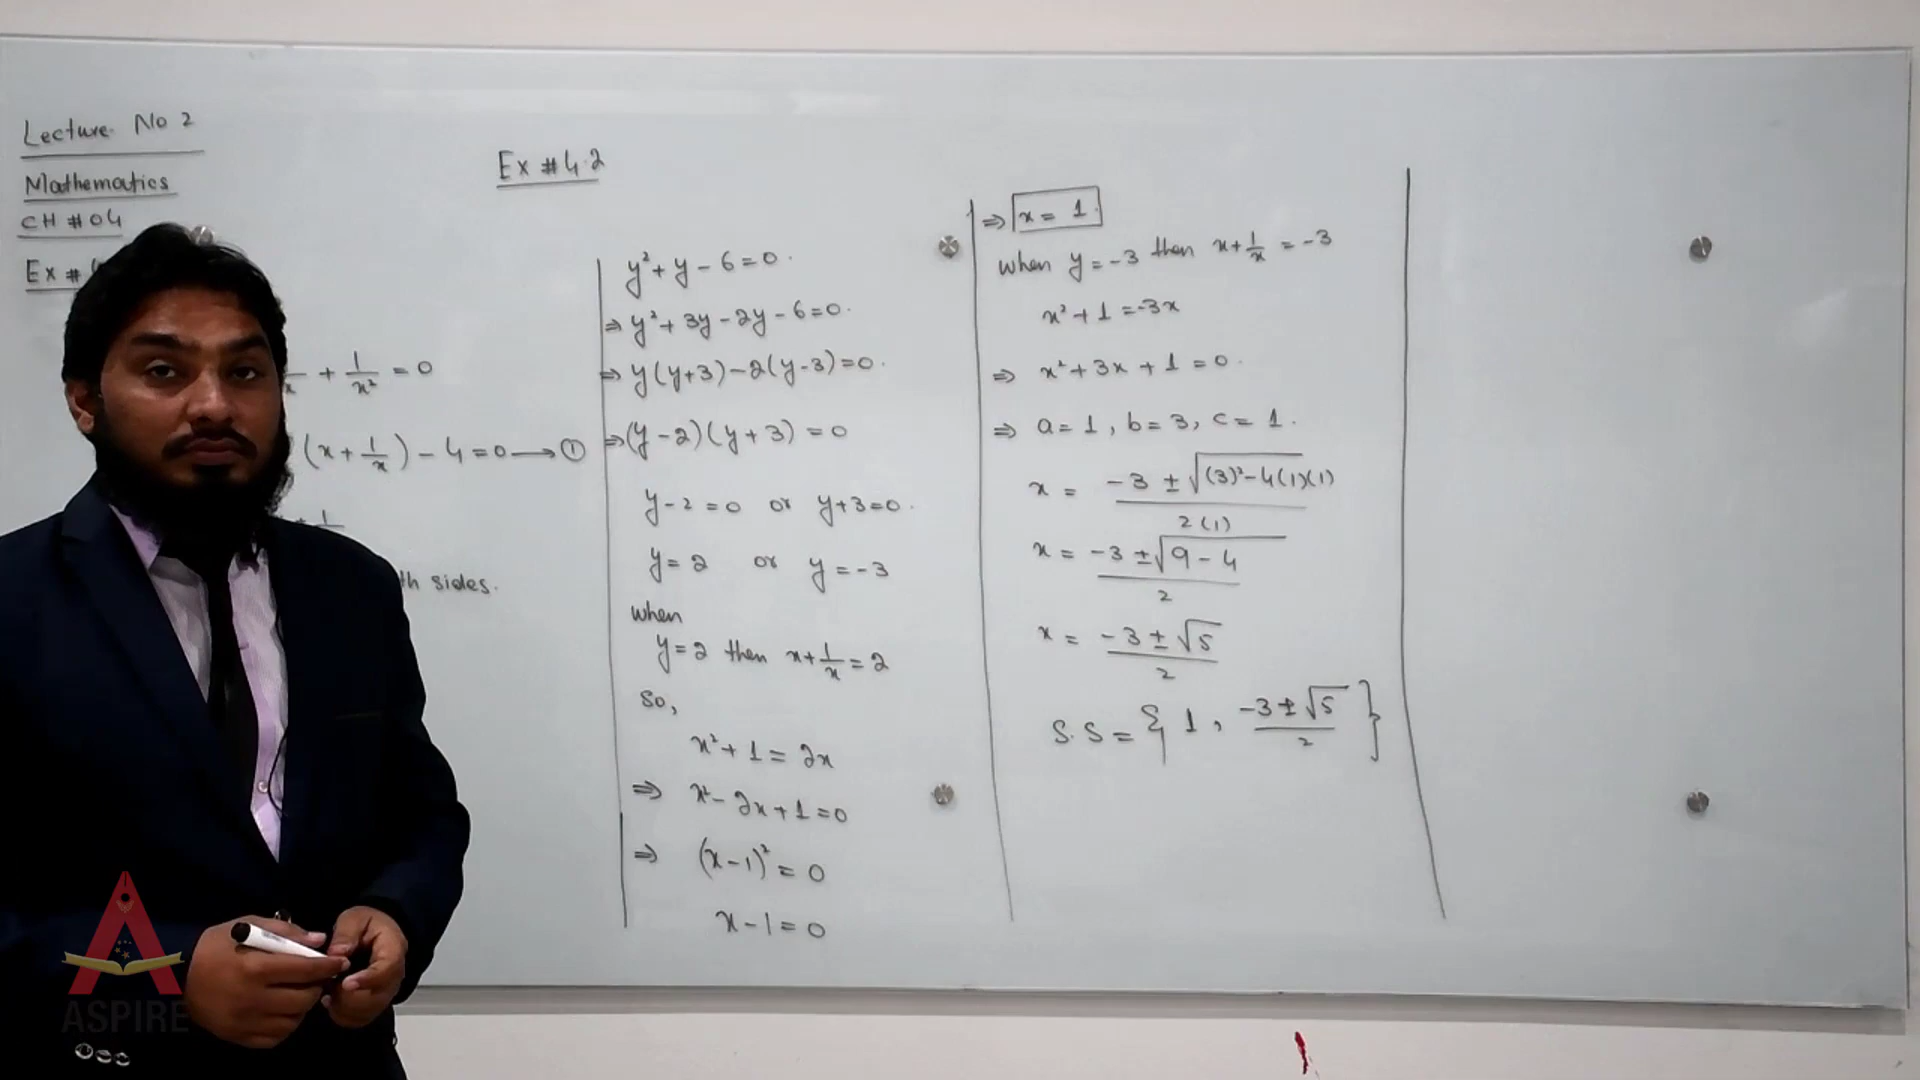 Lecture No 2
Mathematics
CH # 04
Ex #
Ex # 4.2
+ 1/x² = 0
(x + 1/x) - 4 = 0 → ①
th sides.
y² + y - 6 = 0.
⇒ y² + 3y - 2y - 6 = 0.
⇒ y(y+3) - 2(y-3) = 0.
⇒ (y-2)(y+3) = 0
y-2 = 0 or y+3 = 0.
y = 2 or y = -3
when
y = 2 then x + 1/x = 2
So,
x² + 1 = 2x
⇒ x² - 2x + 1 = 0
⇒ (x-1)² = 0
x - 1 = 0
⇒ x = 1.
when y = -3 then x + 1/x = -3
x² + 1 = -3x
⇒ x² + 3x + 1 = 0.
⇒ a = 1, b = 3, c = 1.
x = (-3 ± √((3)² - 4(1)(1)))/2(1)
x = (-3 ± √(9 - 4))/2
x = (-3 ± √5)/2
S.S = { 1, (-3 ± √5)/2 }
ASPIRE